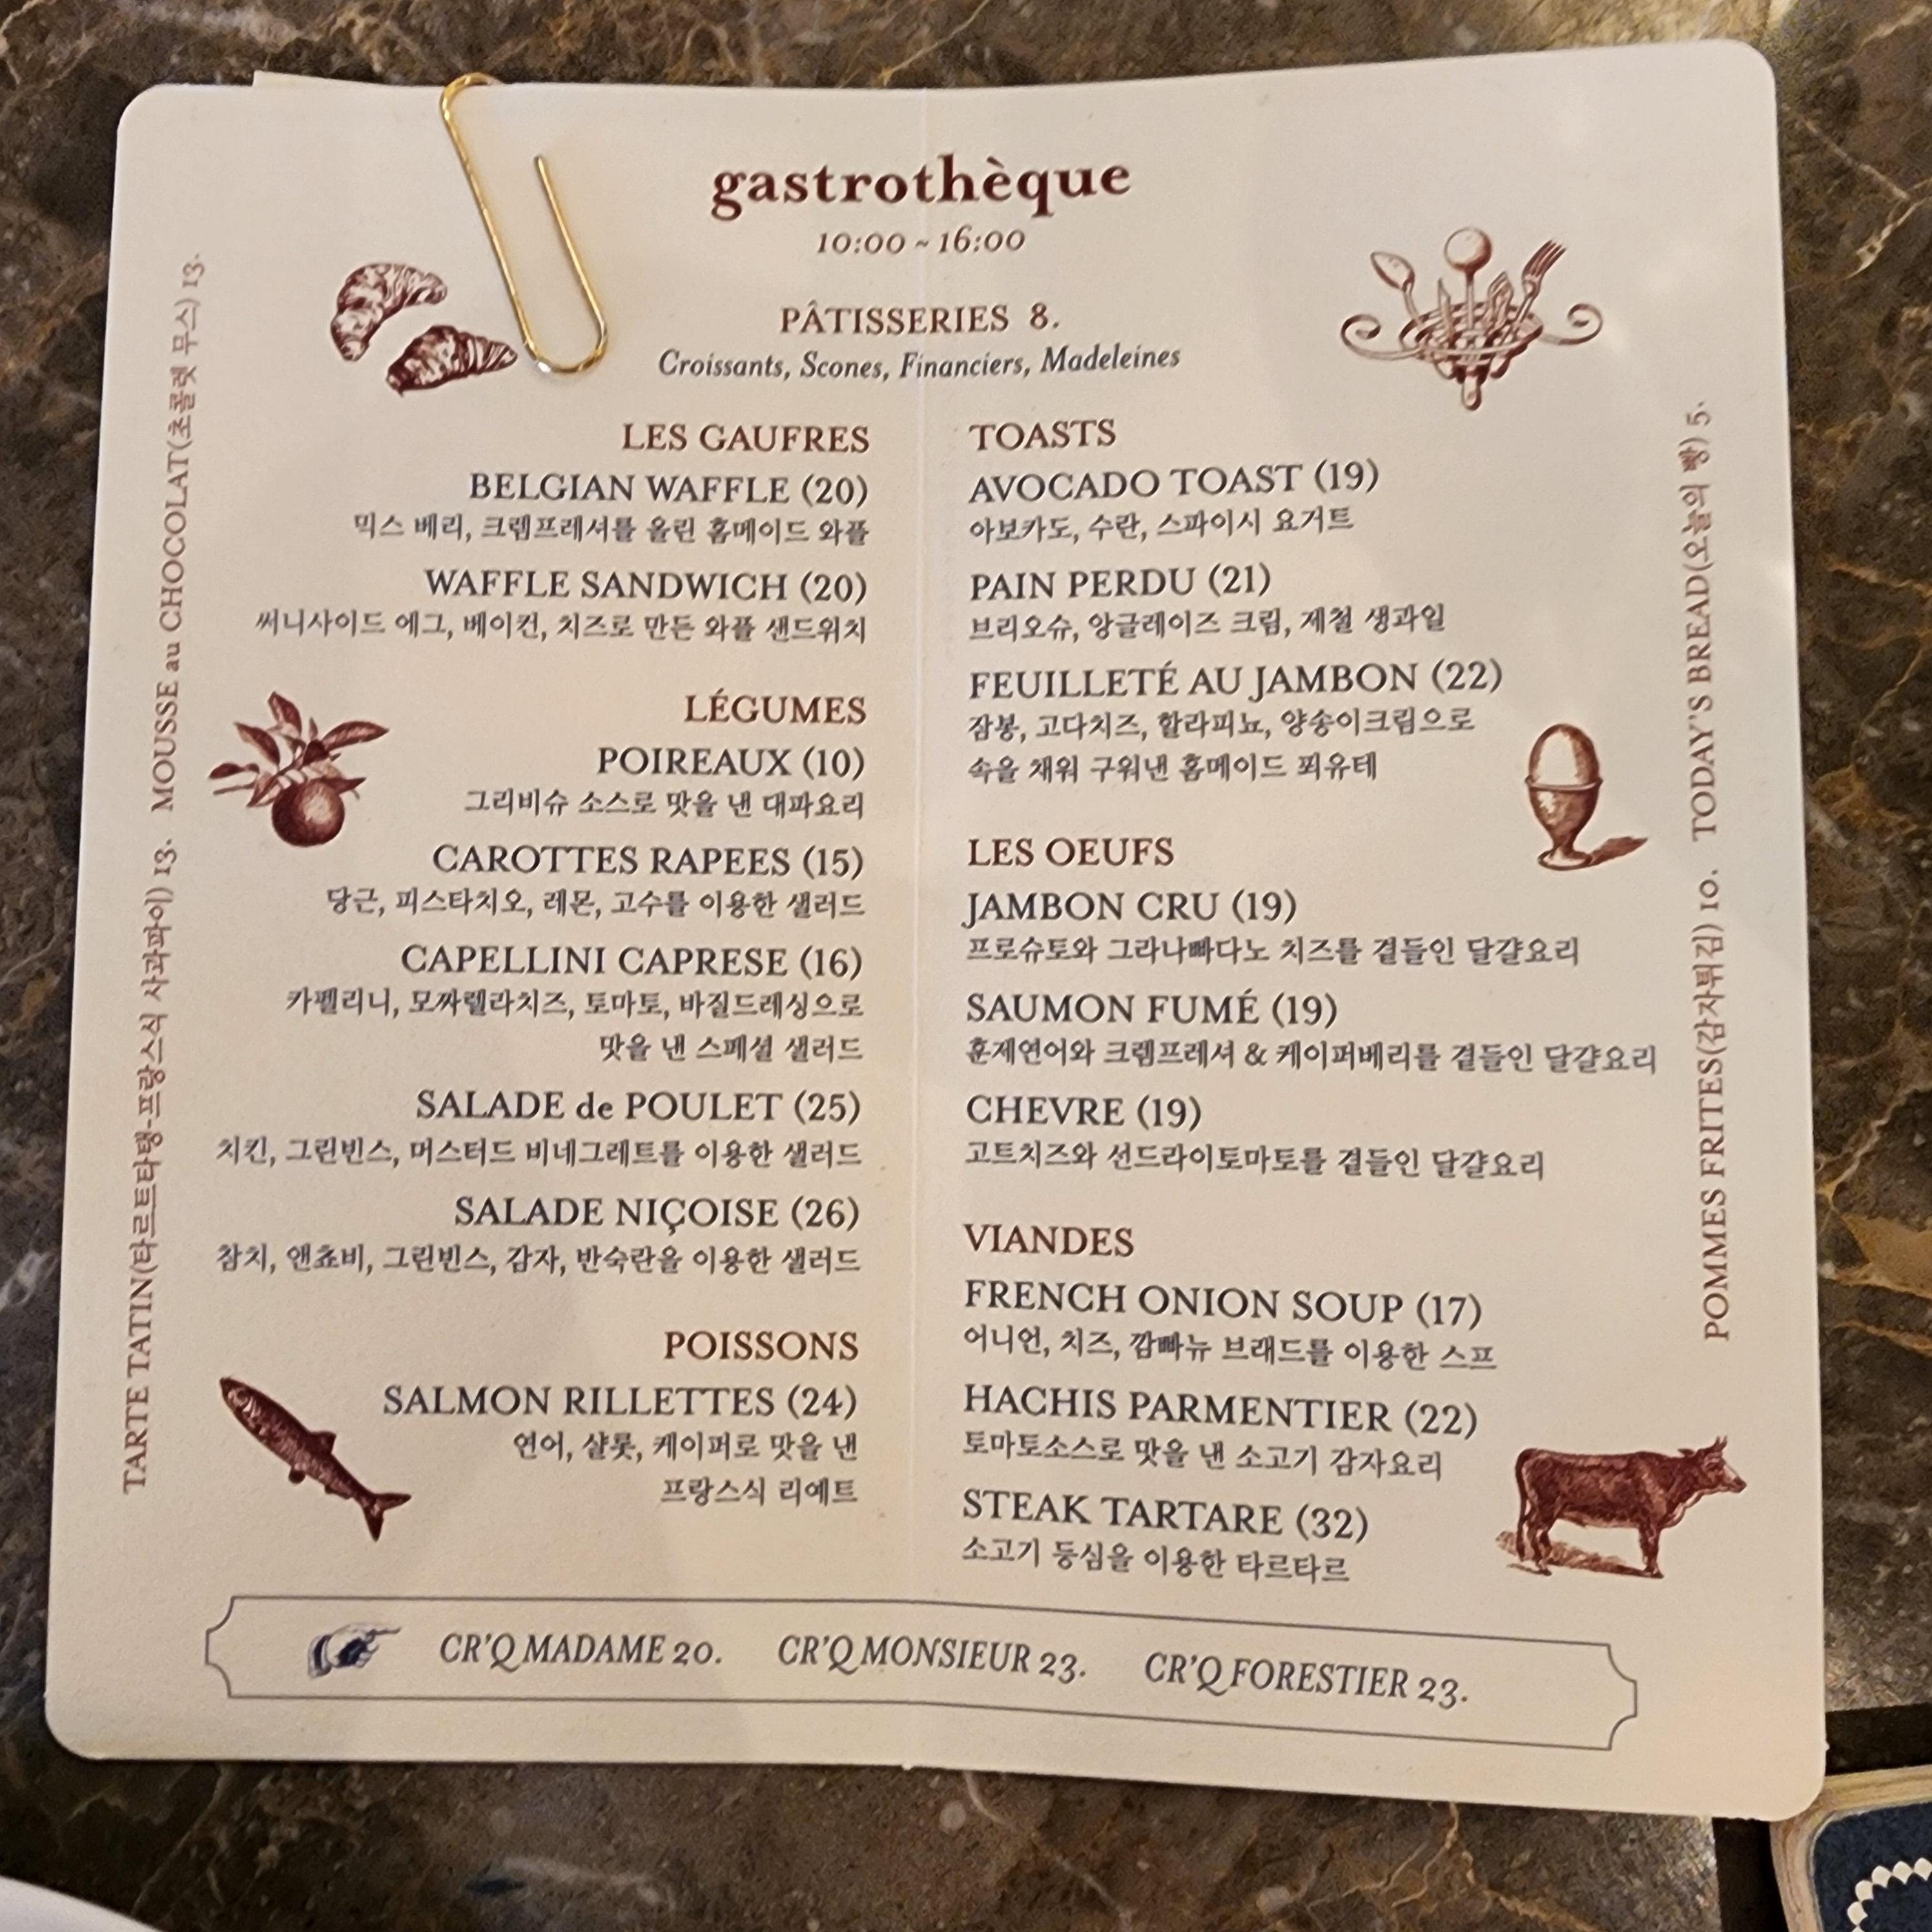 gastrothèque
10:00 ~ 16:00
PÂTISSERIES 8.
Croissants, Scones, Financiers, Madeleines
LES GAUFRES
BELGIAN WAFFLE (20)
믹스 베리, 크렘프레셔를 올린 홈메이드 와플
WAFFLE SANDWICH (20)
써니사이드 에그, 베이컨, 치즈로 만든 와플 샌드위치
LÉGUMES
POIREAUX (10)
그리비슈 소스로 맛을 낸 대파요리
CAROTTES RAPEES (15)
당근, 피스타치오, 레몬, 고수를 이용한 샐러드
CAPELLINI CAPRESE (16)
카펠리니, 모짜렐라치즈, 토마토, 바질드레싱으로
맛을 낸 스페셜 샐러드
SALADE de POULET (25)
치킨, 그린빈스, 머스터드 비네그레트를 이용한 샐러드
SALADE NIÇOISE (26)
참치, 앤쵸비, 그린빈스, 감자, 반숙란을 이용한 샐러드
POISSONS
SALMON RILLETTES (24)
연어, 샬롯, 케이퍼로 맛을 낸
프랑스식 리예트
TOASTS
AVOCADO TOAST (19)
아보카도, 수란, 스파이시 요거트
PAIN PERDU (21)
브리오슈, 앙글레이즈 크림, 제철 생과일
FEUILLETÉ AU JAMBON (22)
잠봉, 고다치즈, 할라피뇨, 양송이크림으로
속을 채워 구워낸 홈메이드 푀유테
LES OEUFS
JAMBON CRU (19)
프로슈토와 그라나빠다노 치즈를 곁들인 달걀요리
SAUMON FUMÉ (19)
훈제연어와 크렘프레셔 & 케이퍼베리를 곁들인 달걀요리
CHEVRE (19)
고트치즈와 선드라이토마토를 곁들인 달걀요리
VIANDES
FRENCH ONION SOUP (17)
어니언, 치즈, 깜빠뉴 브래드를 이용한 스프
HACHIS PARMENTIER (22)
토마토소스로 맛을 낸 소고기 감자요리
STEAK TARTARE (32)
소고기 등심을 이용한 타르타르
TARTE TATIN(타르트타탱-프랑스식 사과파이) 13. MOUSSE au CHOCOLAT(초콜렛 무스) 13.
POMMES FRITES(감자튀김) 10. TODAY'S BREAD(오늘의 빵) 5.
CR'Q MADAME 20. CR'Q MONSIEUR 23. CR'Q FORESTIER 23.